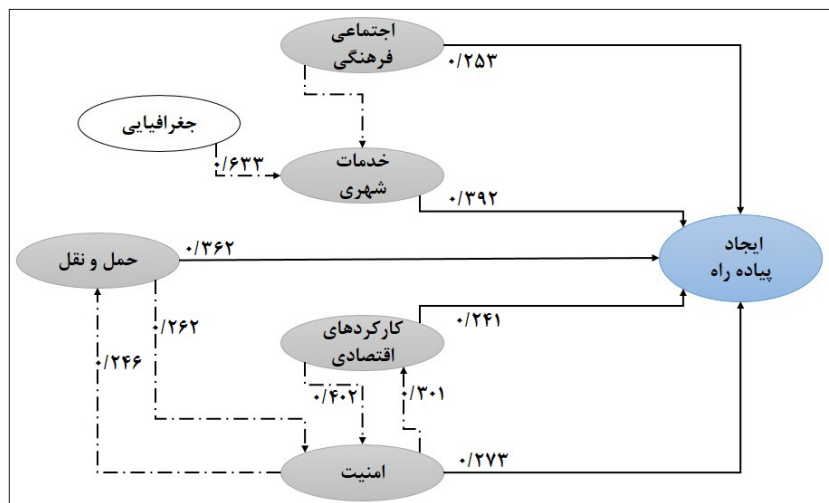 اجتماعی
فرهنگی
۰/۲۵۳
جغرافیایی
۰/۶۳۳
خدمات
شهری
۰/۳۹۲
ایجاد
پیاده راه
حمل و نقل
۰/۳۶۲
۰/۲۶۲
۰/۲۴۶
کارکردهای
اقتصادی
۰/۲۴۱
۰/۴۰۲
۰/۳۰۱
امنیت
۰/۲۷۳